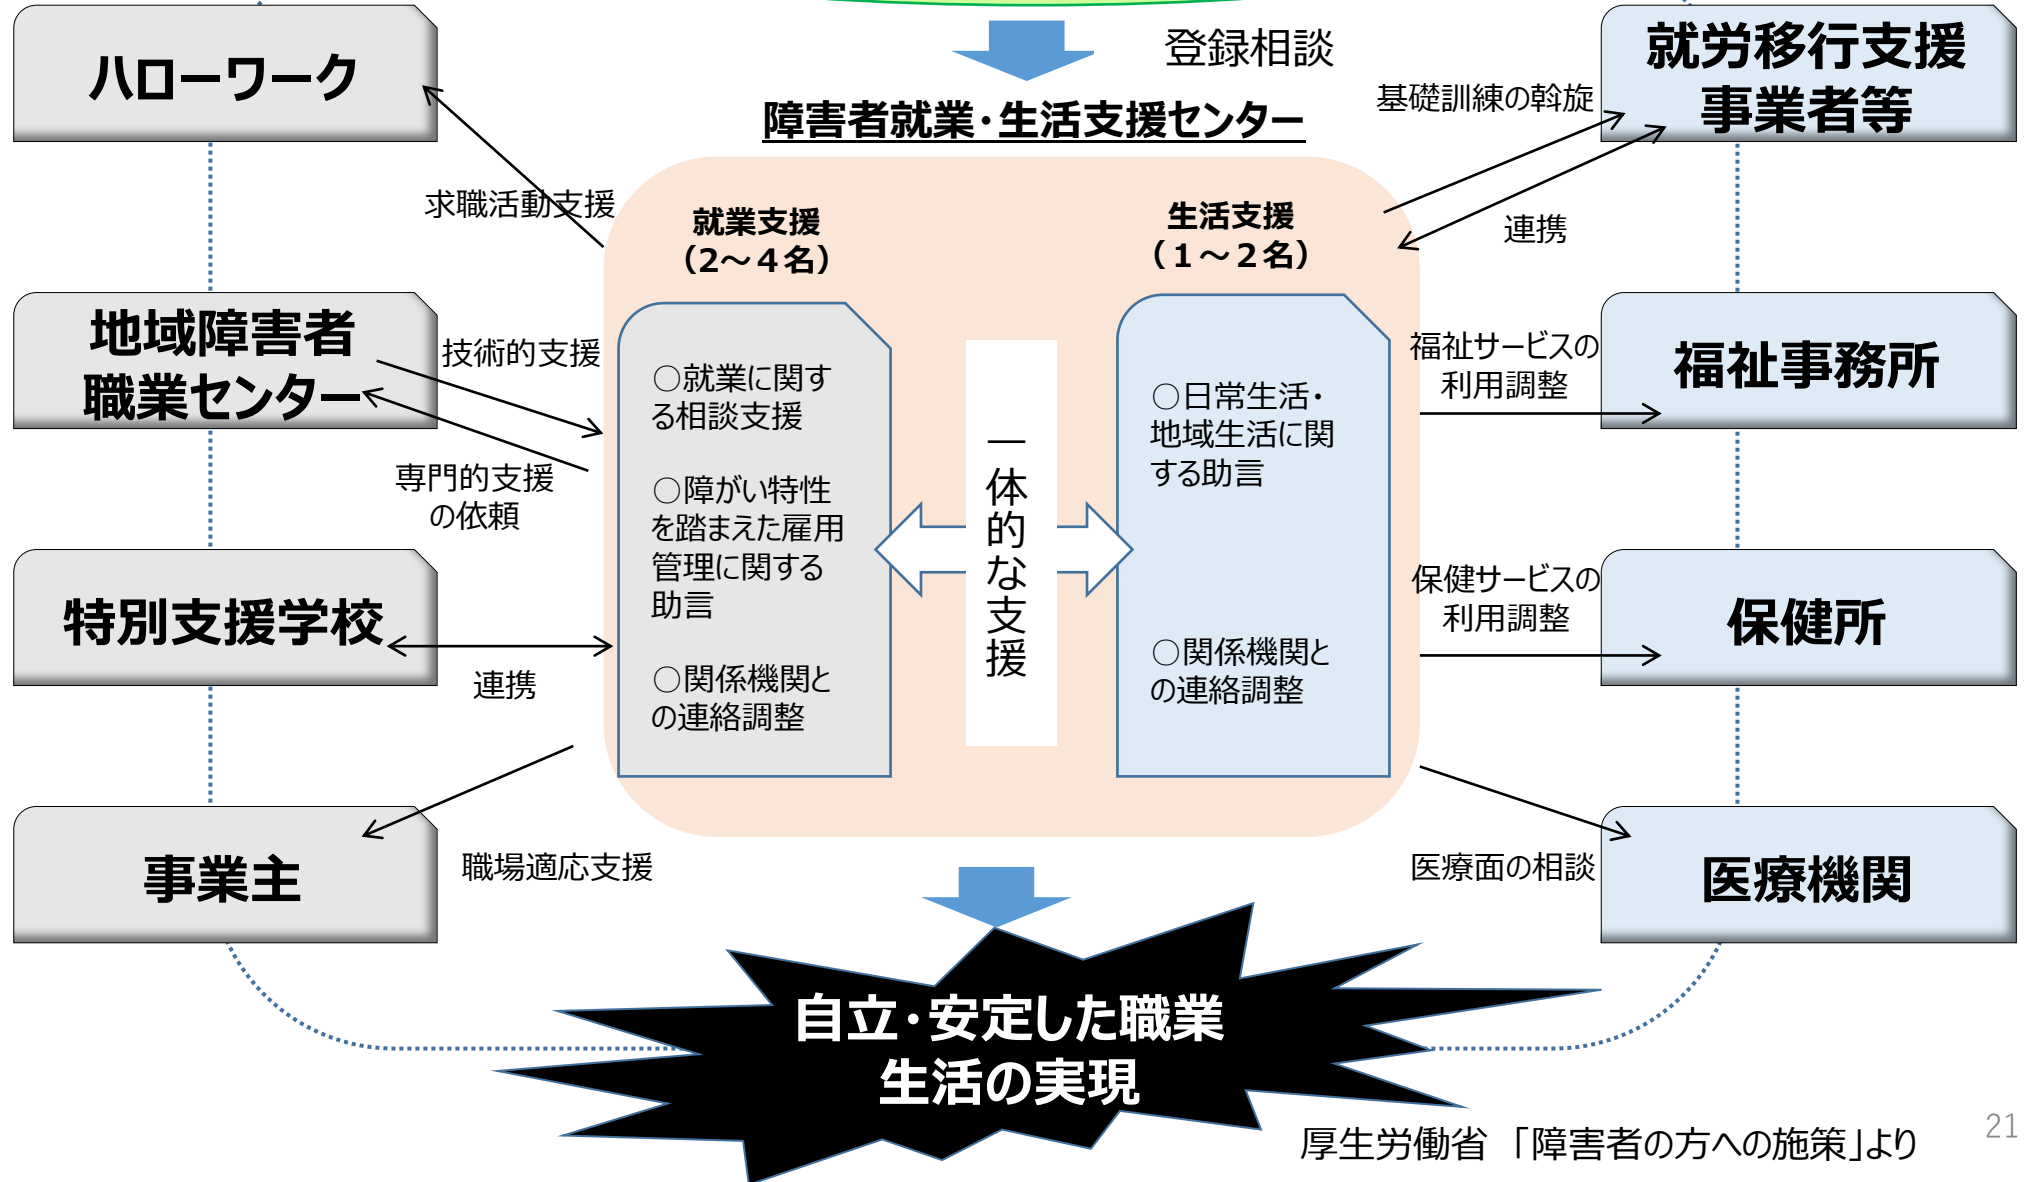 登録相談
障害者就業・生活支援センター
ハローワーク
求職活動支援
地域障害者
職業センター
技術的支援
専門的支援
の依頼
特別支援学校
連携
事業主
職場適応支援
就業支援
（2～４名）
○就業に関す
る相談支援
○障がい特性
を踏まえた雇用
管理に関する
助言
○関係機関と
の連絡調整
一体的な支援
生活支援
（１～２名）
○日常生活・
地域生活に関
する助言
○関係機関と
の連絡調整
就労移行支援
事業者等
基礎訓練の斡旋
連携
福祉サービスの
利用調整
福祉事務所
保健サービスの
利用調整
保健所
医療面の相談
医療機関
自立・安定した職業
生活の実現
厚生労働省「障害者の方への施策」より
21